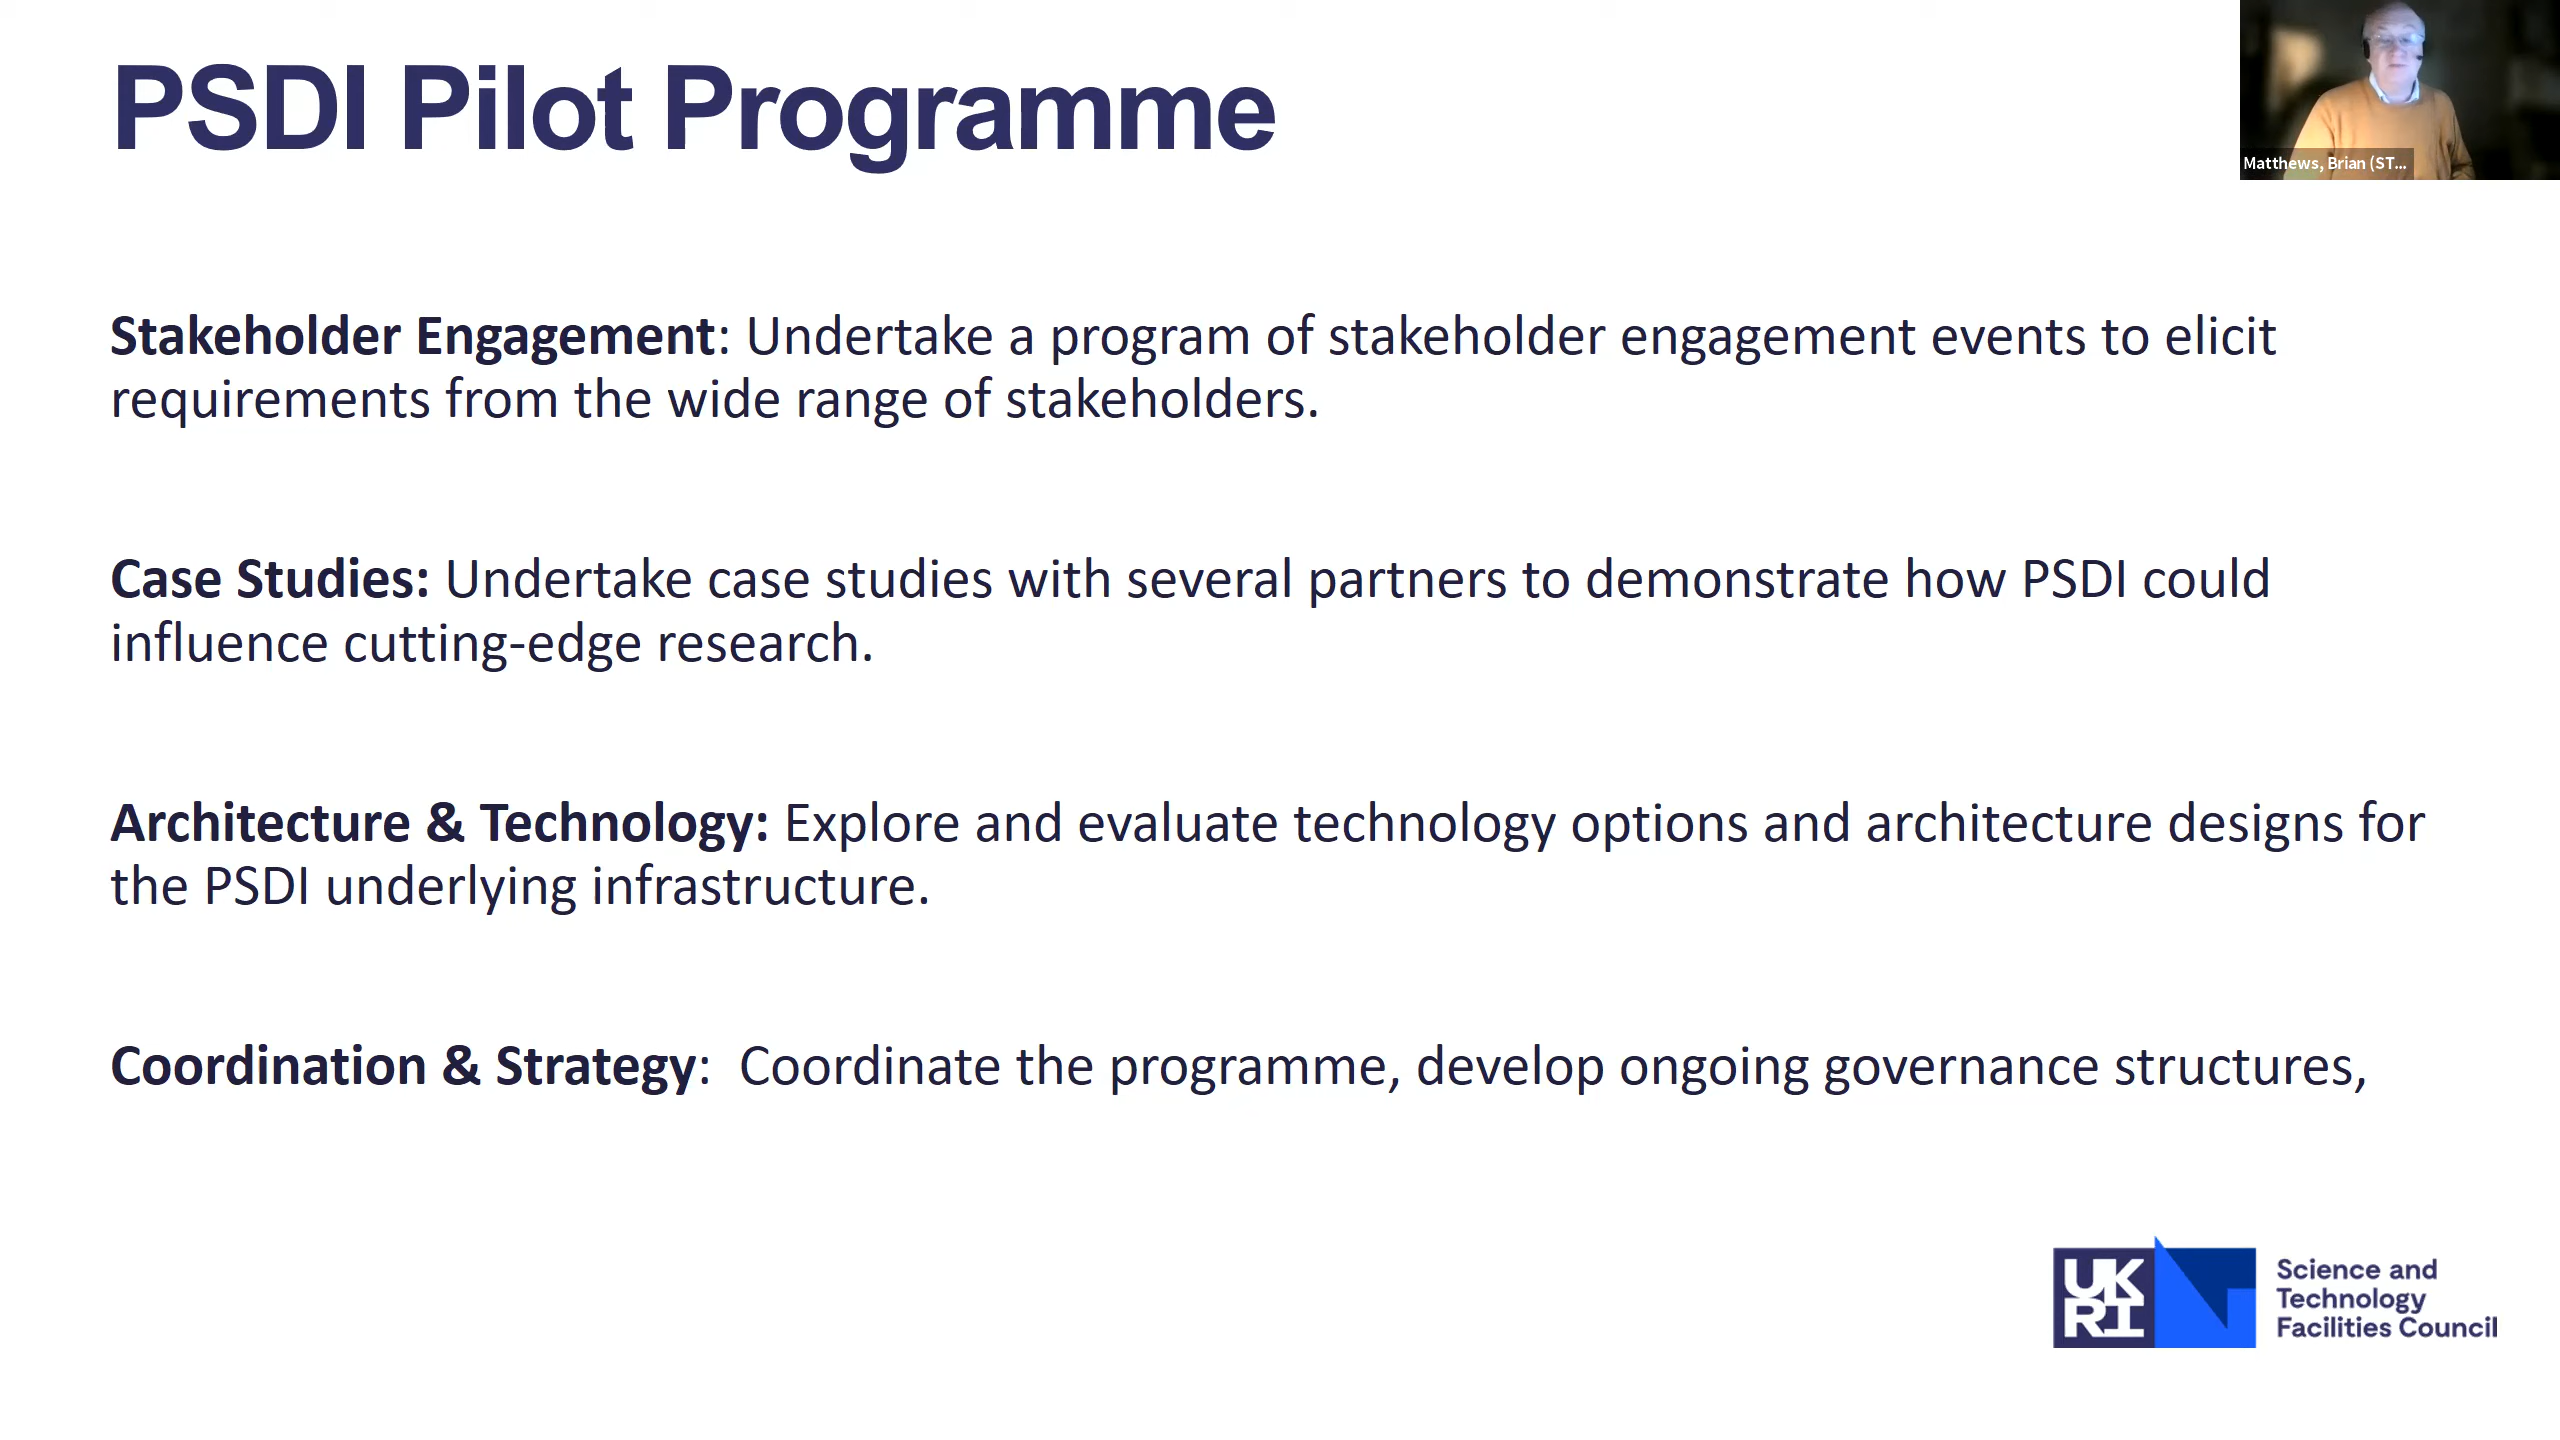 PSDI Pilot Programme
Matthews, Brian (ST...
Stakeholder Engagement: Undertake a program of stakeholder engagement events to elicit
requirements from the wide range of stakeholders.
Case Studies: Undertake case studies with several partners to demonstrate how PSDI could
influence cutting-edge research.
Architecture & Technology: Explore and evaluate technology options and architecture designs for
the PSDI underlying infrastructure.
Coordination & Strategy:  Coordinate the programme, develop ongoing governance structures,
UK
RI
Science and
Technology
Facilities Council